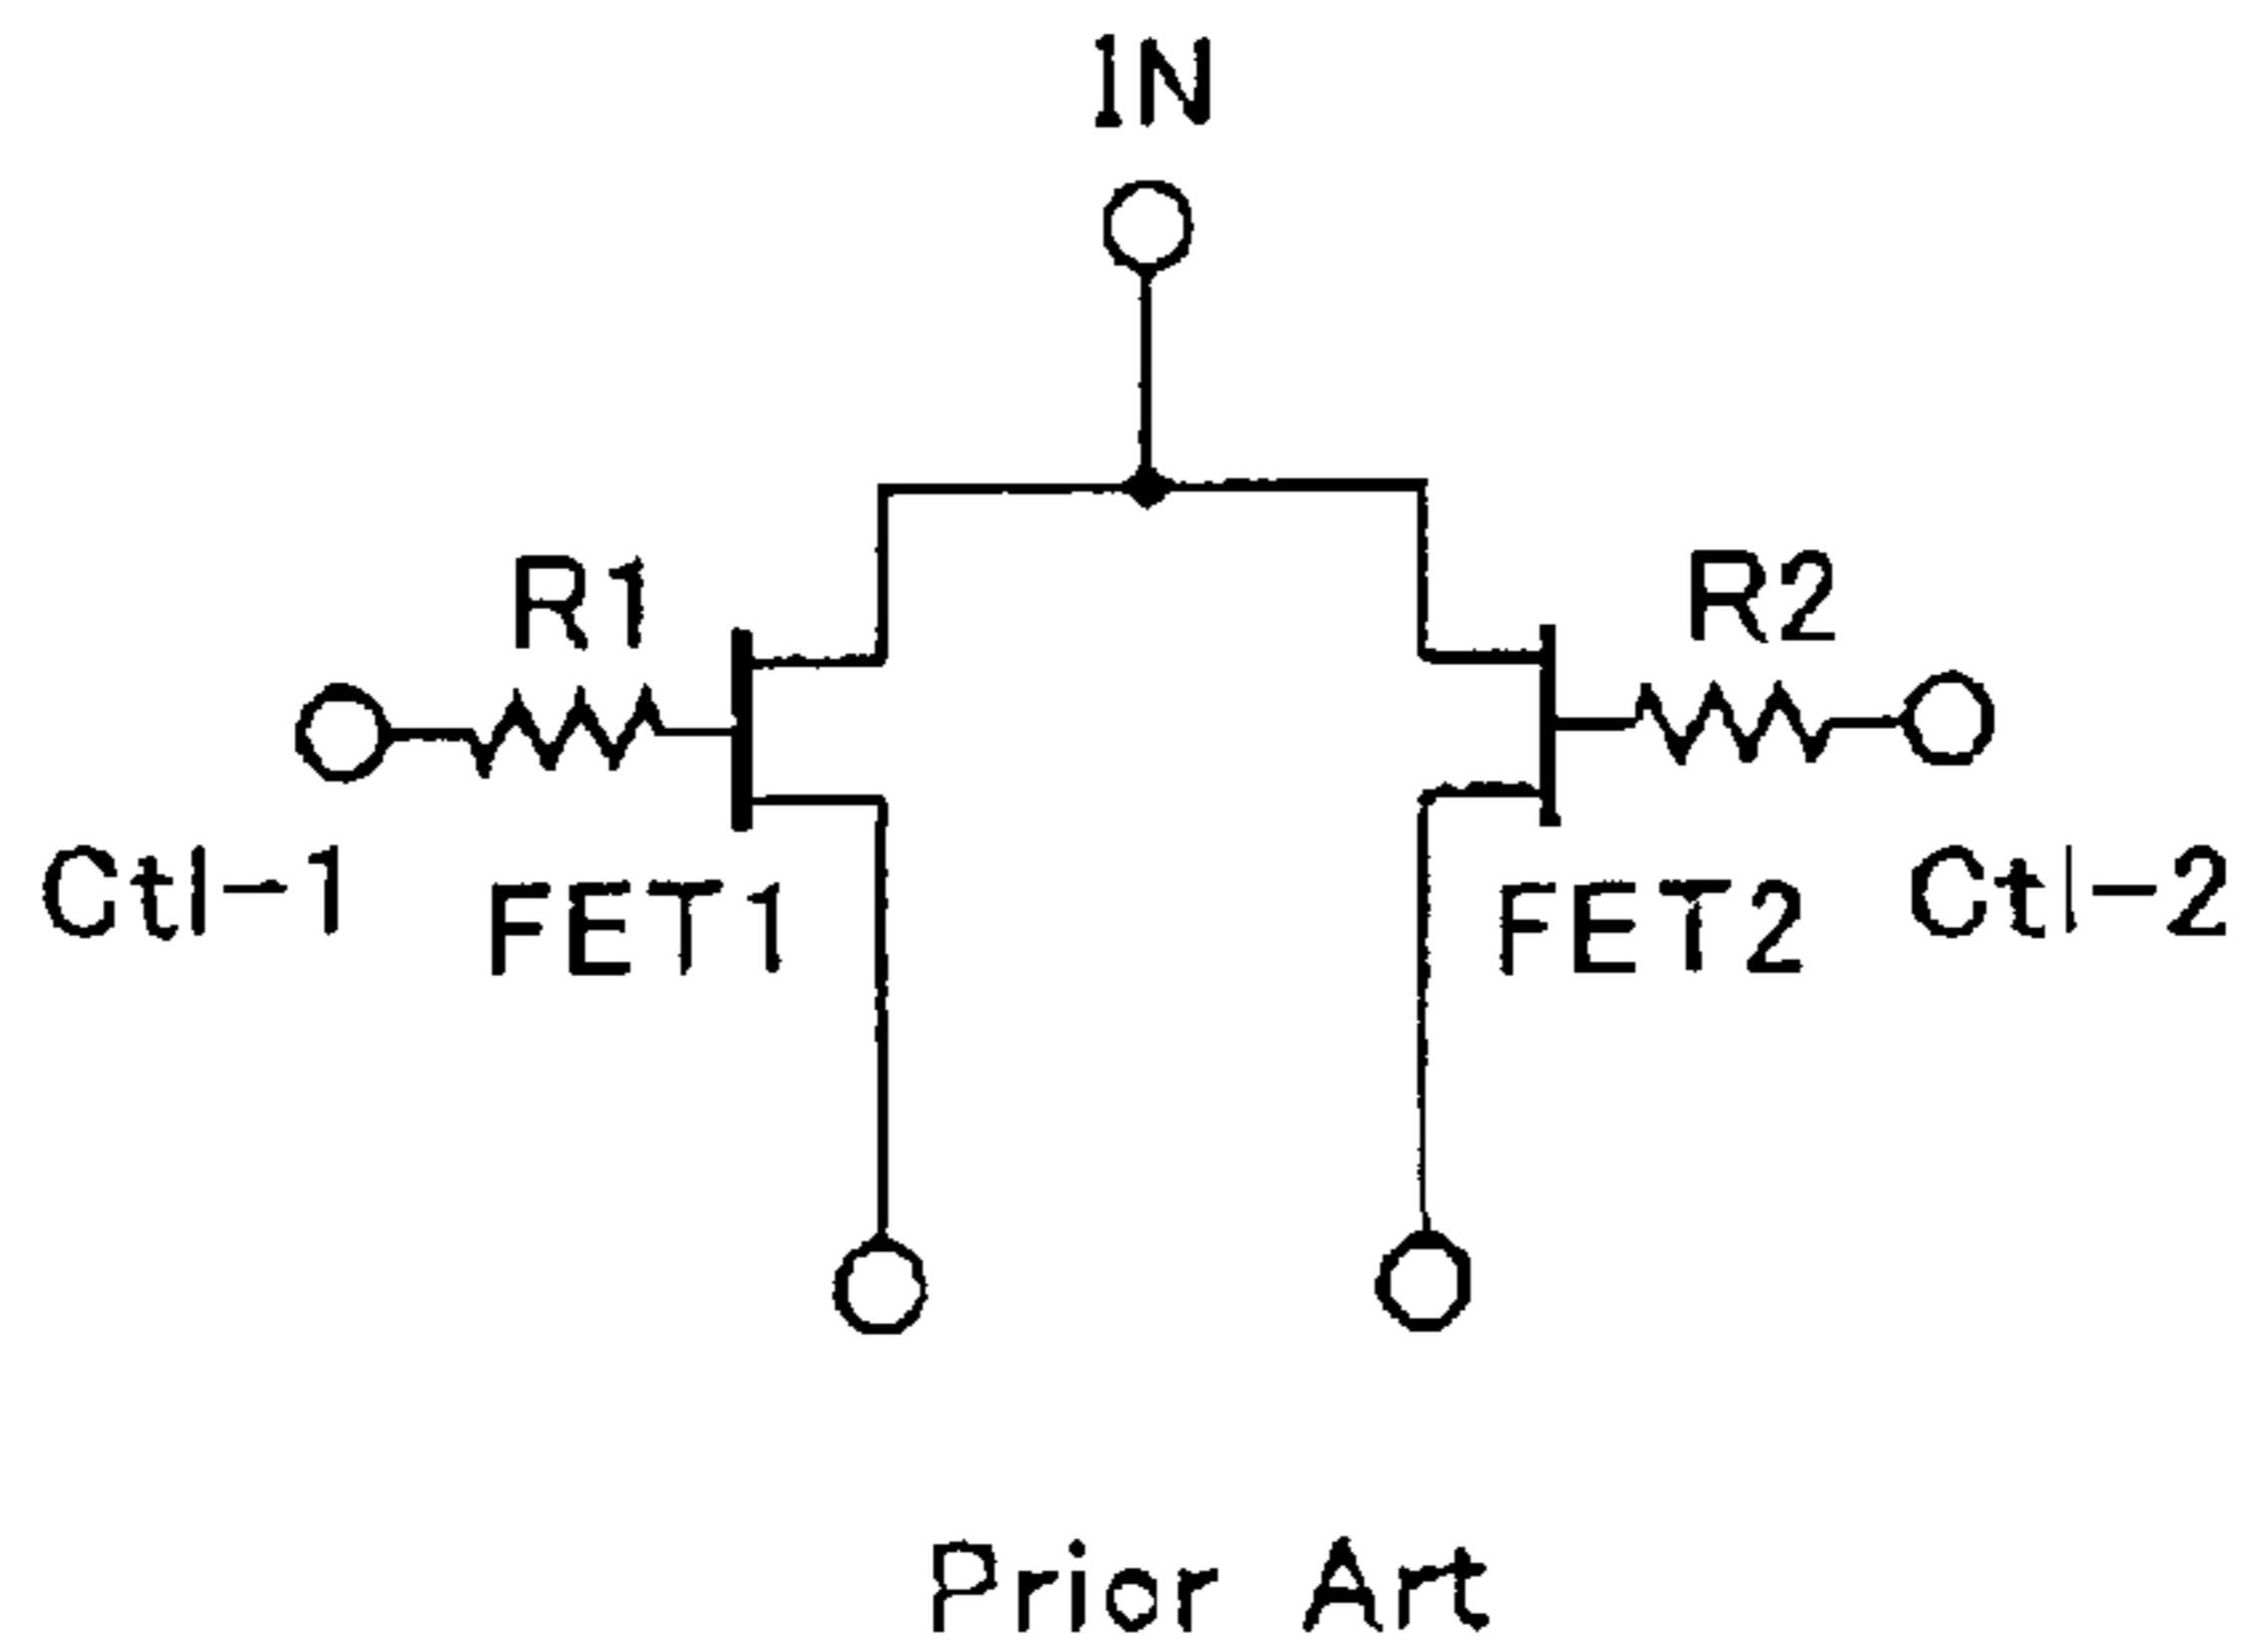 IN
R1
R2
Ctl-1
FET1
FET2
Ctl-2
Prior Art